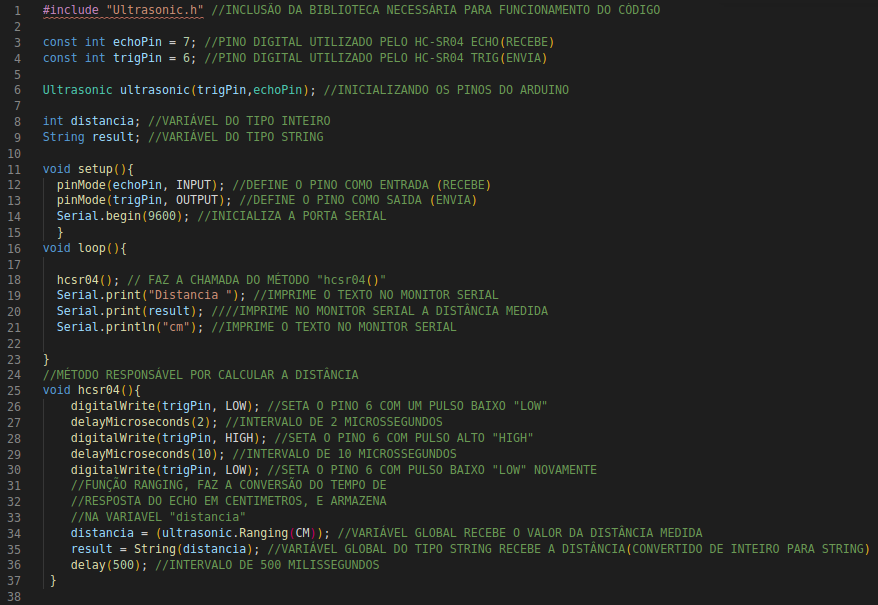 1 #include "Ultrasonic.h" //INCLUSÃO DA BIBLIOTECA NECESSÁRIA PARA FUNCIONAMENTO DO CÓDIGO
2
3 const int echoPin = 7; //PINO DIGITAL UTILIZADO PELO HC-SR04 ECHO(RECEBE)
4 const int trigPin = 6; //PINO DIGITAL UTILIZADO PELO HC-SR04 TRIG(ENVIA)
5
6 Ultrasonic ultrasonic(trigPin,echoPin); //INICIALIZANDO OS PINOS DO ARDUINO
7
8 int distancia; //VARIÁVEL DO TIPO INTEIRO
9 String result; //VARIÁVEL DO TIPO STRING
10
11 void setup(){
12 pinMode(echoPin, INPUT); //DEFINE O PINO COMO ENTRADA (RECEBE)
13 pinMode(trigPin, OUTPUT); //DEFINE O PINO COMO SAIDA (ENVIA)
14 Serial.begin(9600); //INICIALIZA A PORTA SERIAL
15 }
16 void loop(){
17
18 hcsr04(); // FAZ A CHAMADA DO MÉTODO "hcsr04()"
19 Serial.print("Distancia "); //IMPRIME O TEXTO NO MONITOR SERIAL
20 Serial.print(result); ////IMPRIME NO MONITOR SERIAL A DISTÂNCIA MEDIDA
21 Serial.println("cm"); //IMPRIME O TEXTO NO MONITOR SERIAL
22
23 }
24 //MÉTODO RESPONSÁVEL POR CALCULAR A DISTÂNCIA
25 void hcsr04(){
26 digitalWrite(trigPin, LOW); //SETA O PINO 6 COM UM PULSO BAIXO "LOW"
27 delayMicroseconds(2); //INTERVALO DE 2 MICROSSEGUNDOS
28 digitalWrite(trigPin, HIGH); //SETA O PINO 6 COM PULSO ALTO "HIGH"
29 delayMicroseconds(10); //INTERVALO DE 10 MICROSSEGUNDOS
30 digitalWrite(trigPin, LOW); //SETA O PINO 6 COM PULSO BAIXO "LOW" NOVAMENTE
31 //FUNÇÃO RANGING, FAZ A CONVERSÃO DO TEMPO DE
32 //RESPOSTA DO ECHO EM CENTIMETROS, E ARMAZENA
33 //NA VARIAVEL "distancia"
34 distancia = (ultrasonic.Ranging(CM)); //VARIÁVEL GLOBAL RECEBE O VALOR DA DISTÂNCIA MEDIDA
35 result = String(distancia); //VARIÁVEL GLOBAL DO TIPO STRING RECEBE A DISTÂNCIA(CONVERTIDO DE INTEIRO PARA STRING)
36 delay(500); //INTERVALO DE 500 MILISSEGUNDOS
37 }
38